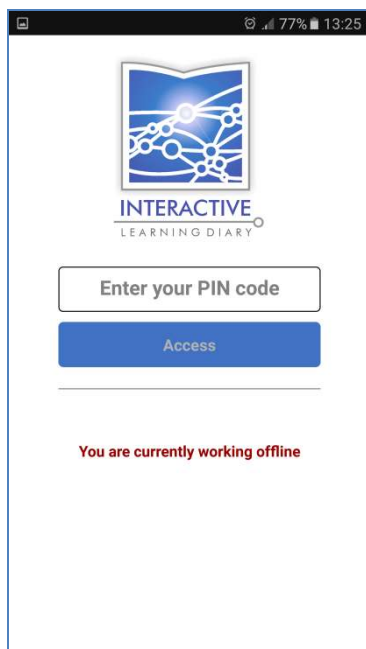 77% 13:25
INTERACTIVE
LEARNING DIARY
Enter your PIN code
Access
You are currently working offline